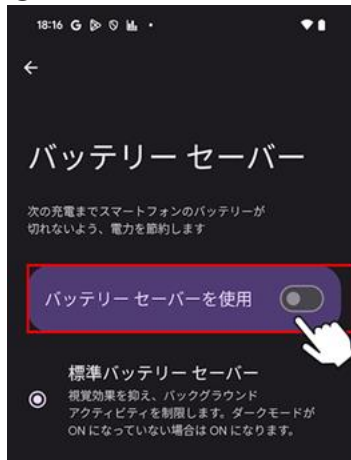 18:16
バッテリー セーバー
次の充電までスマートフォンのバッテリーが
切れないよう、電力を節約します
バッテリー セーバーを使用
標準バッテリー セーバー
視覚効果を抑え、バックグラウンド
アクティビティを制限します。ダークモードが
ON になっていない場合は ON になります。